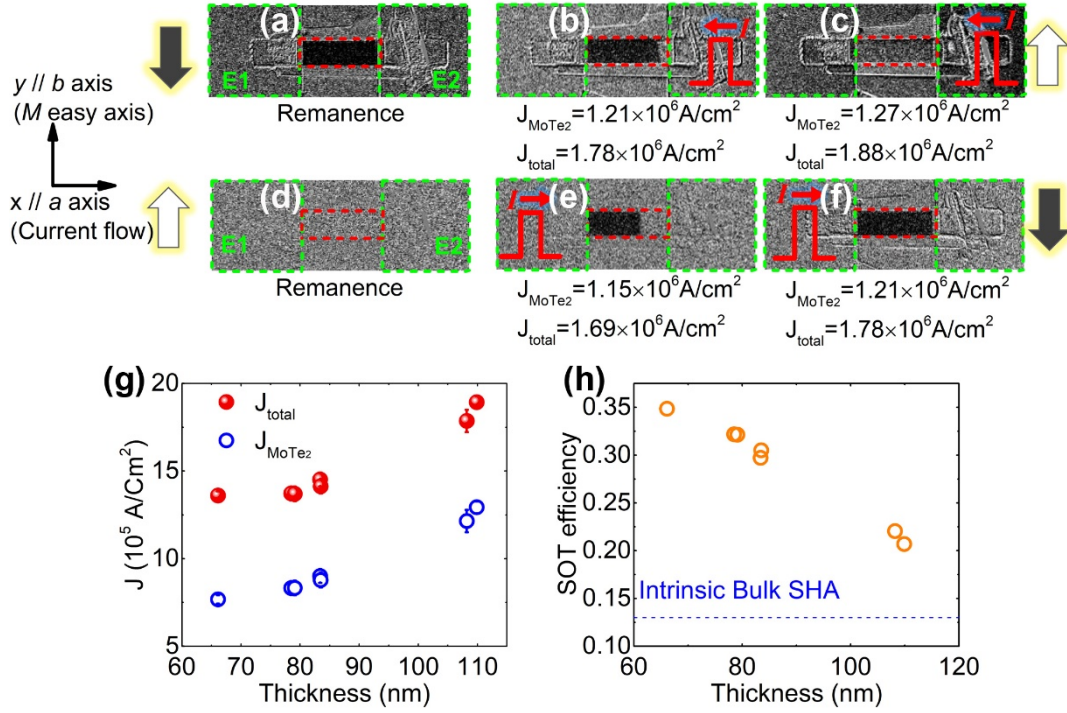 (a)
(b)
(c)
I
I
E1
E2
y // b axis
(M easy axis)
Remanence
J_MoTe2=1.21×10^6A/cm^2
J_total=1.78×10^6A/cm^2
J_MoTe2=1.27×10^6A/cm^2
J_total=1.88×10^6A/cm^2
x // a axis
(Current flow)
(d)
(e)
(f)
I
I
E1
E2
Remanence
J_MoTe2=1.15×10^6A/cm^2
J_total=1.69×10^6A/cm^2
J_MoTe2=1.21×10^6A/cm^2
J_total=1.78×10^6A/cm^2
(g)
J_total
J_MoTe2
J (10^5 A/Cm^2)
20
15
10
5
60 70 80 90 100 110
Thickness (nm)
(h)
SOT efficiency
0.35
0.30
0.25
0.20
0.15
0.10
Intrinsic Bulk SHA
60 80 100 120
Thickness (nm)